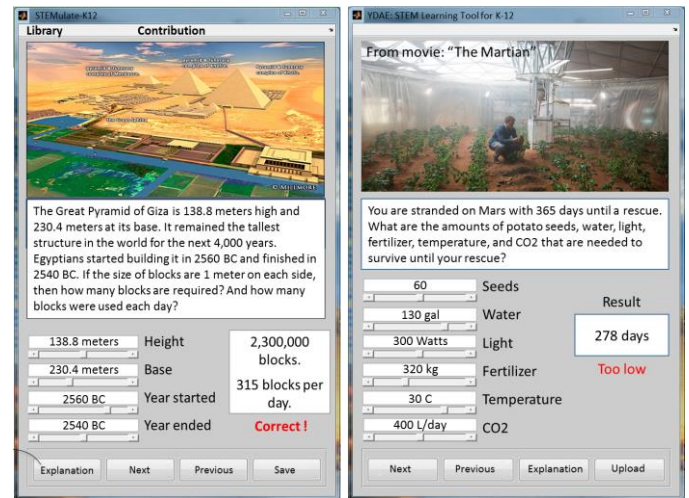 STEMulate-K12
Library Contribution
© MILLMORE
The Great Pyramid of Giza is 138.8 meters high and
230.4 meters at its base. It remained the tallest
structure in the world for the next 4,000 years.
Egyptians started building it in 2560 BC and finished in
2540 BC. If the size of blocks are 1 meter on each side,
then how many blocks are required? And how many
blocks were used each day?
138.8 meters Height
230.4 meters Base
2560 BC Year started
2540 BC Year ended
2,300,000
blocks.
315 blocks per
day.
Correct !
Explanation Next Previous Save
YDAE: STEM Learning Tool for K-12
From movie: “The Martian”
You are stranded on Mars with 365 days until a rescue.
What are the amounts of potato seeds, water, light,
fertilizer, temperature, and CO2 that are needed to
survive until your rescue?
60 Seeds
130 gal Water
300 Watts Light
320 kg Fertilizer
30 C Temperature
400 L/day CO2
Result
278 days
Too low
Next Previous Explanation Upload